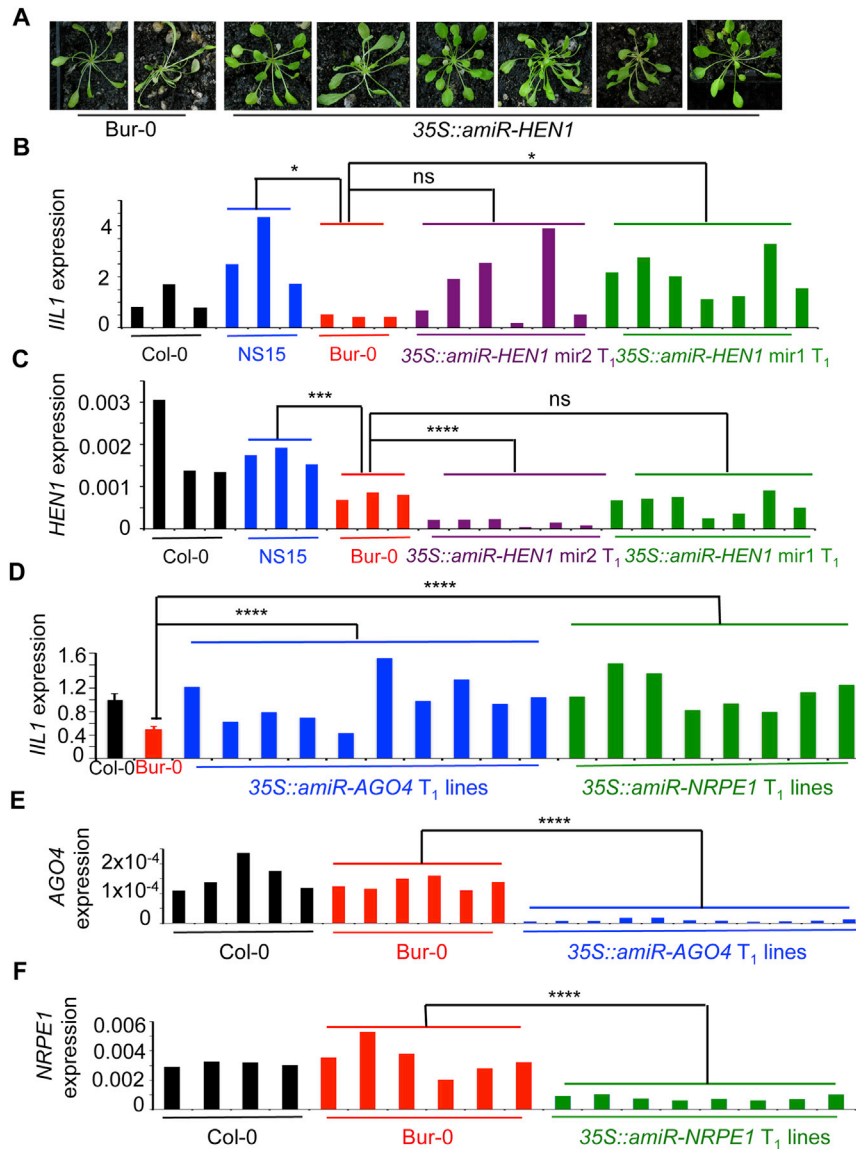 A
Bur-0 35S::amiR-HEN1
B
IIL1 expression
4
2
0
* ns *
Col-0 NS15 Bur-0 35S::amiR-HEN1 mir2 T1 35S::amiR-HEN1 mir1 T1
C
HEN1 expression
0.003
0.002
0.001
0
*** **** ns
Col-0 NS15 Bur-0 35S::amiR-HEN1 mir2 T1 35S::amiR-HEN1 mir1 T1
D
IIL1 expression
1.6
1.2
0.8
0.4
0
**** ****
Col-0 Bur-0 35S::amiR-AGO4 T1 lines 35S::amiR-NRPE1 T1 lines
E
AGO4
expression
2×10-4
1×10-4
0
****
Col-0 Bur-0 35S::amiR-AGO4 T1 lines
F
NRPE1
expression
0.006
0.004
0.002
0
****
Col-0 Bur-0 35S::amiR-NRPE1 T1 lines